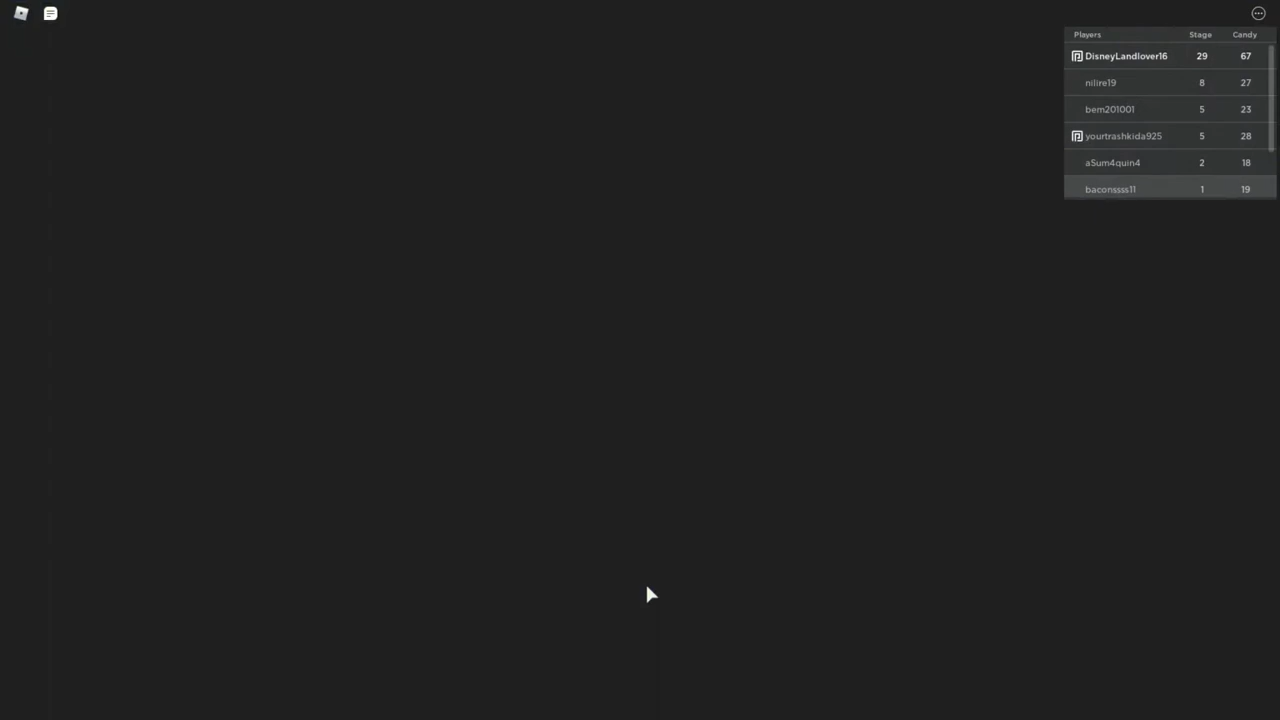 Players Stage Candy
DisneyLandlover16 29 67
nilire19 8 27
bem201001 5 23
yourtrashkida925 5 28
aSum4quin4 2 18
baconssss11 1 19